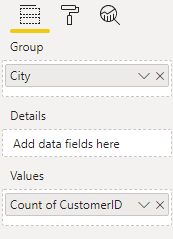 Group
City
Details
Add data fields here
Values
Count of CustomerID